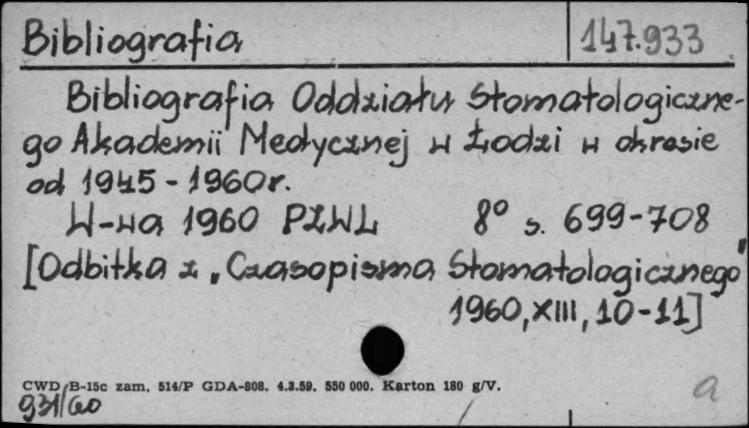 Bibliografia 147.933
Bibliografia Oddziału Stomatologiczne-
go Akademii Medycznej w Łodzi w okresie
od 1945 - 1960r.
W-wa 1960 PZWL 8° s. 699-708
[Odbitka z „Czasopisma Stomatologicznego"
1960, XIII, 10-11]
CWD B-15c zam. 514/P GDA-808. 4.3.59. 550 000. Karton 180 g/V.
931/60 a